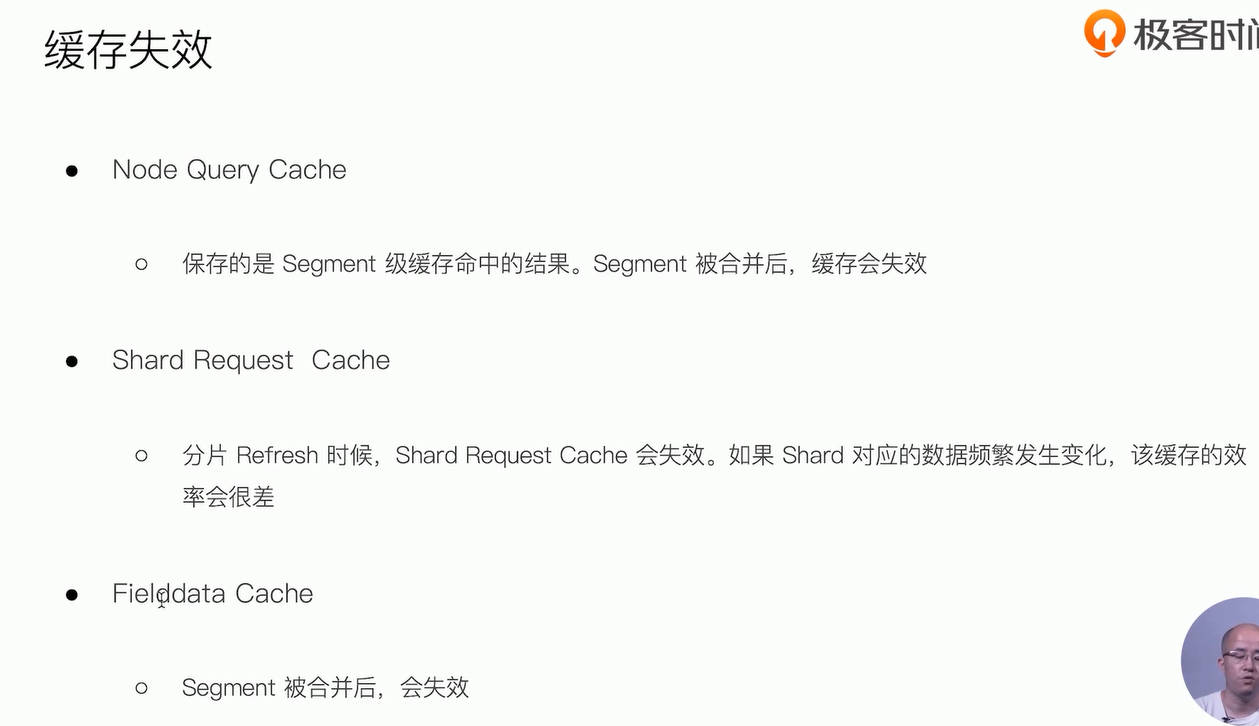 缓存失效
极客时间
● Node Query Cache
○ 保存的是 Segment 级缓存命中的结果。Segment 被合并后，缓存会失效
● Shard Request Cache
○ 分片 Refresh 时候，Shard Request Cache 会失效。如果 Shard 对应的数据频繁发生变化，该缓存的效
率会很差
● Fielddata Cache
○ Segment 被合并后，会失效